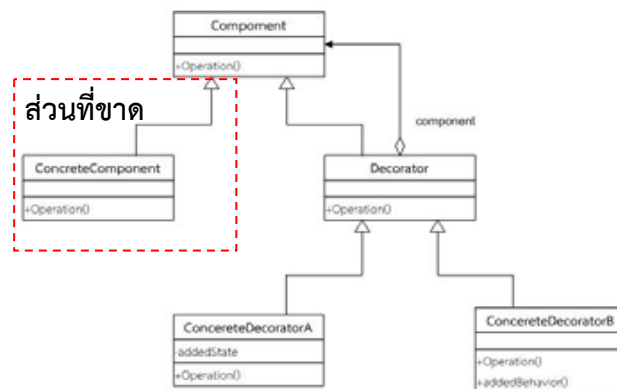 Compoment
+Operation()
ส่วนที่ขาด
component
ConcreteComponent
+Operation()
Decorator
+Operation()
ConcereteDecoratorA
-addedState
+Operation()
ConcereteDecoratorB
+Operation()
+addedBehavior()